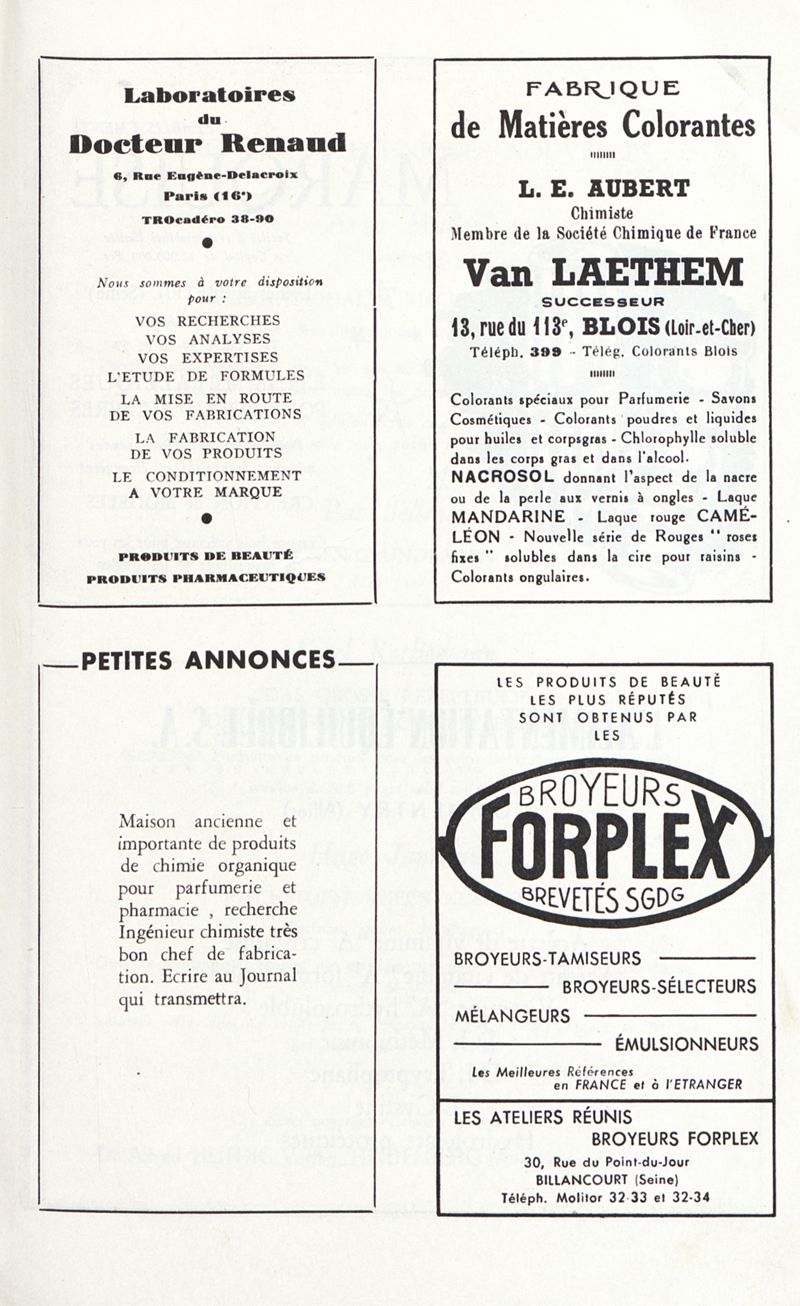 Laboratoires
du
Docteur Renaud
6, Rue Eugène-Delacroix
Paris (16e)
TROcadéro 38-90
Nous sommes à votre disposition
pour :
VOS RECHERCHES
VOS ANALYSES
VOS EXPERTISES
L'ETUDE DE FORMULES
LA MISE EN ROUTE
DE VOS FABRICATIONS
LA FABRICATION
DE VOS PRODUITS
LE CONDITIONNEMENT
A VOTRE MARQUE
PRODUITS DE BEAUTÉ
PRODUITS PHARMACEUTIQUES
FABRIQUE
de Matières Colorantes
L. E. AUBERT
Chimiste
Membre de la Société Chimique de France
Van LAETHEM
SUCCESSEUR
13, rue du 113e, BLOIS (Loir-et-Cher)
Téléph. 399 - Télég. Colorants Blois
Colorants spéciaux pour Parfumerie - Savons
Cosmétiques - Colorants poudres et liquides
pour huiles et corpsgras - Chlorophylle soluble
dans les corps gras et dans l'alcool.
NACROSOL donnant l'aspect de la nacre
ou de la perle aux vernis à ongles - Laque
MANDARINE - Laque rouge CAMÉ-
LÉON - Nouvelle série de Rouges " roses
fixes " solubles dans la cire pour raisins -
Colorants ongulaires.
PETITES ANNONCES
Maison ancienne et
importante de produits
de chimie organique
pour parfumerie et
pharmacie , recherche
Ingénieur chimiste très
bon chef de fabrica-
tion. Ecrire au Journal
qui transmettra.
LES PRODUITS DE BEAUTÉ
LES PLUS RÉPUTÉS
SONT OBTENUS PAR
LES
BROYEURS
FORPLEX
BREVETÉS SGDG
BROYEURS-TAMISEURS
BROYEURS-SÉLECTEURS
MÉLANGEURS
ÉMULSIONNEURS
Les Meilleures Références
en FRANCE et à l'ETRANGER
LES ATELIERS RÉUNIS
BROYEURS FORPLEX
30, Rue du Point-du-Jour
BILLANCOURT (Seine)
Téléph. Molitor 32-33 et 32-34